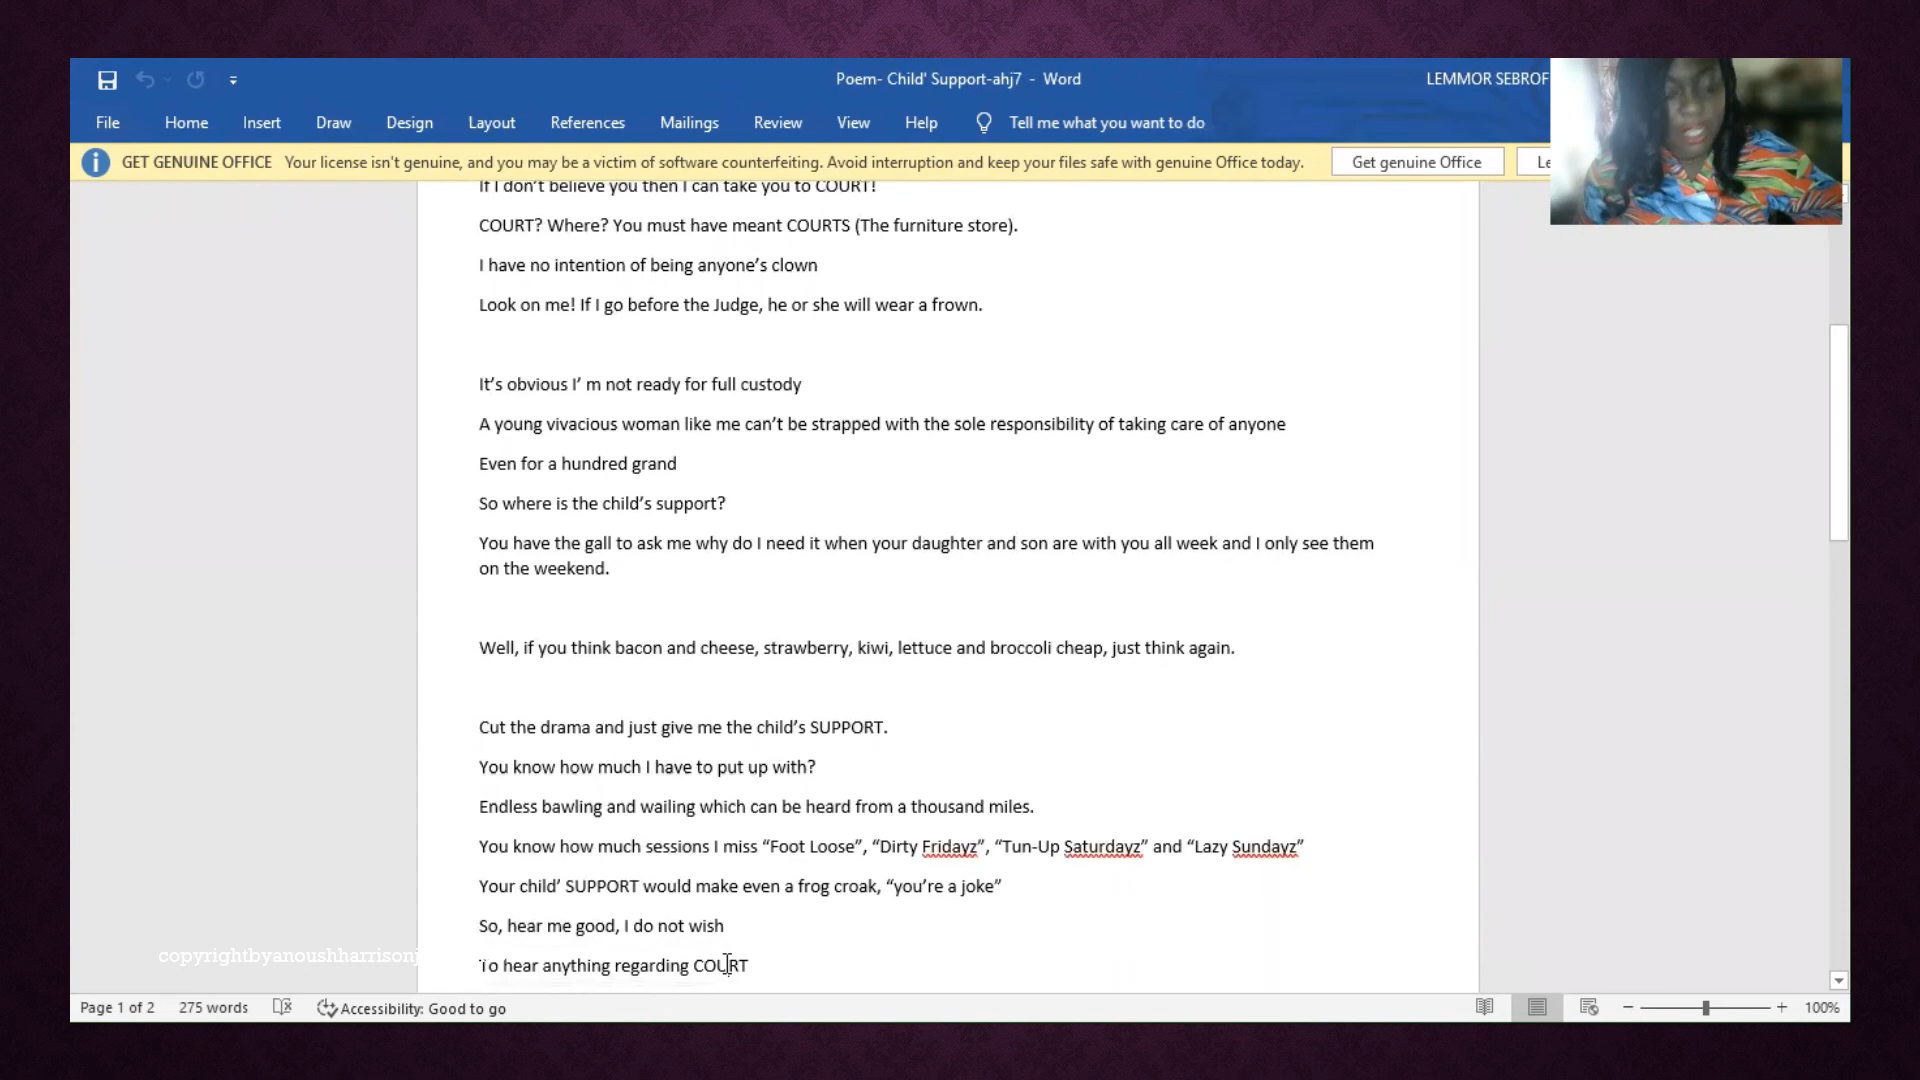 Poem- Child' Support-ahj7 - Word
LEMMOR SEBROF
File Home Insert Draw Design Layout References Mailings Review View Help Tell me what you want to do
GET GENUINE OFFICE Your license isn't genuine, and you may be a victim of software counterfeiting. Avoid interruption and keep your files safe with genuine Office today. Get genuine Office Le
If I don't believe you then I can take you to COURT!
COURT? Where? You must have meant COURTS (The furniture store).
I have no intention of being anyone's clown
Look on me! If I go before the Judge, he or she will wear a frown.
It's obvious I' m not ready for full custody
A young vivacious woman like me can't be strapped with the sole responsibility of taking care of anyone
Even for a hundred grand
So where is the child's support?
You have the gall to ask me why do I need it when your daughter and son are with you all week and I only see them
on the weekend.
Well, if you think bacon and cheese, strawberry, kiwi, lettuce and broccoli cheap, just think again.
Cut the drama and just give me the child's SUPPORT.
You know how much I have to put up with?
Endless bawling and wailing which can be heard from a thousand miles.
You know how much sessions I miss "Foot Loose", "Dirty Fridayz", "Tun-Up Saturdayz" and "Lazy Sundayz"
Your child' SUPPORT would make even a frog croak, "you're a joke"
So, hear me good, I do not wish
copyrightbyanoushharrisonj
To hear anything regarding COURT
Page 1 of 2 275 words Accessibility: Good to go 100%